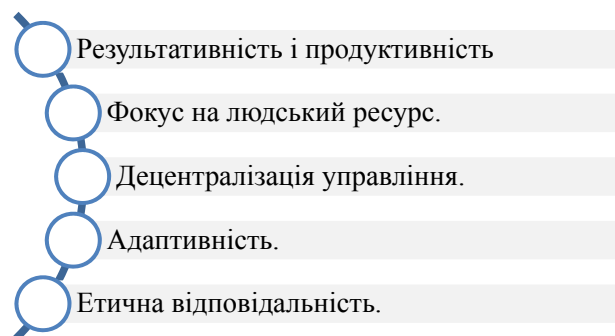 Результативність і продуктивність
Фокус на людський ресурс.
Децентралізація управління.
Адаптивність.
Етична відповідальність.